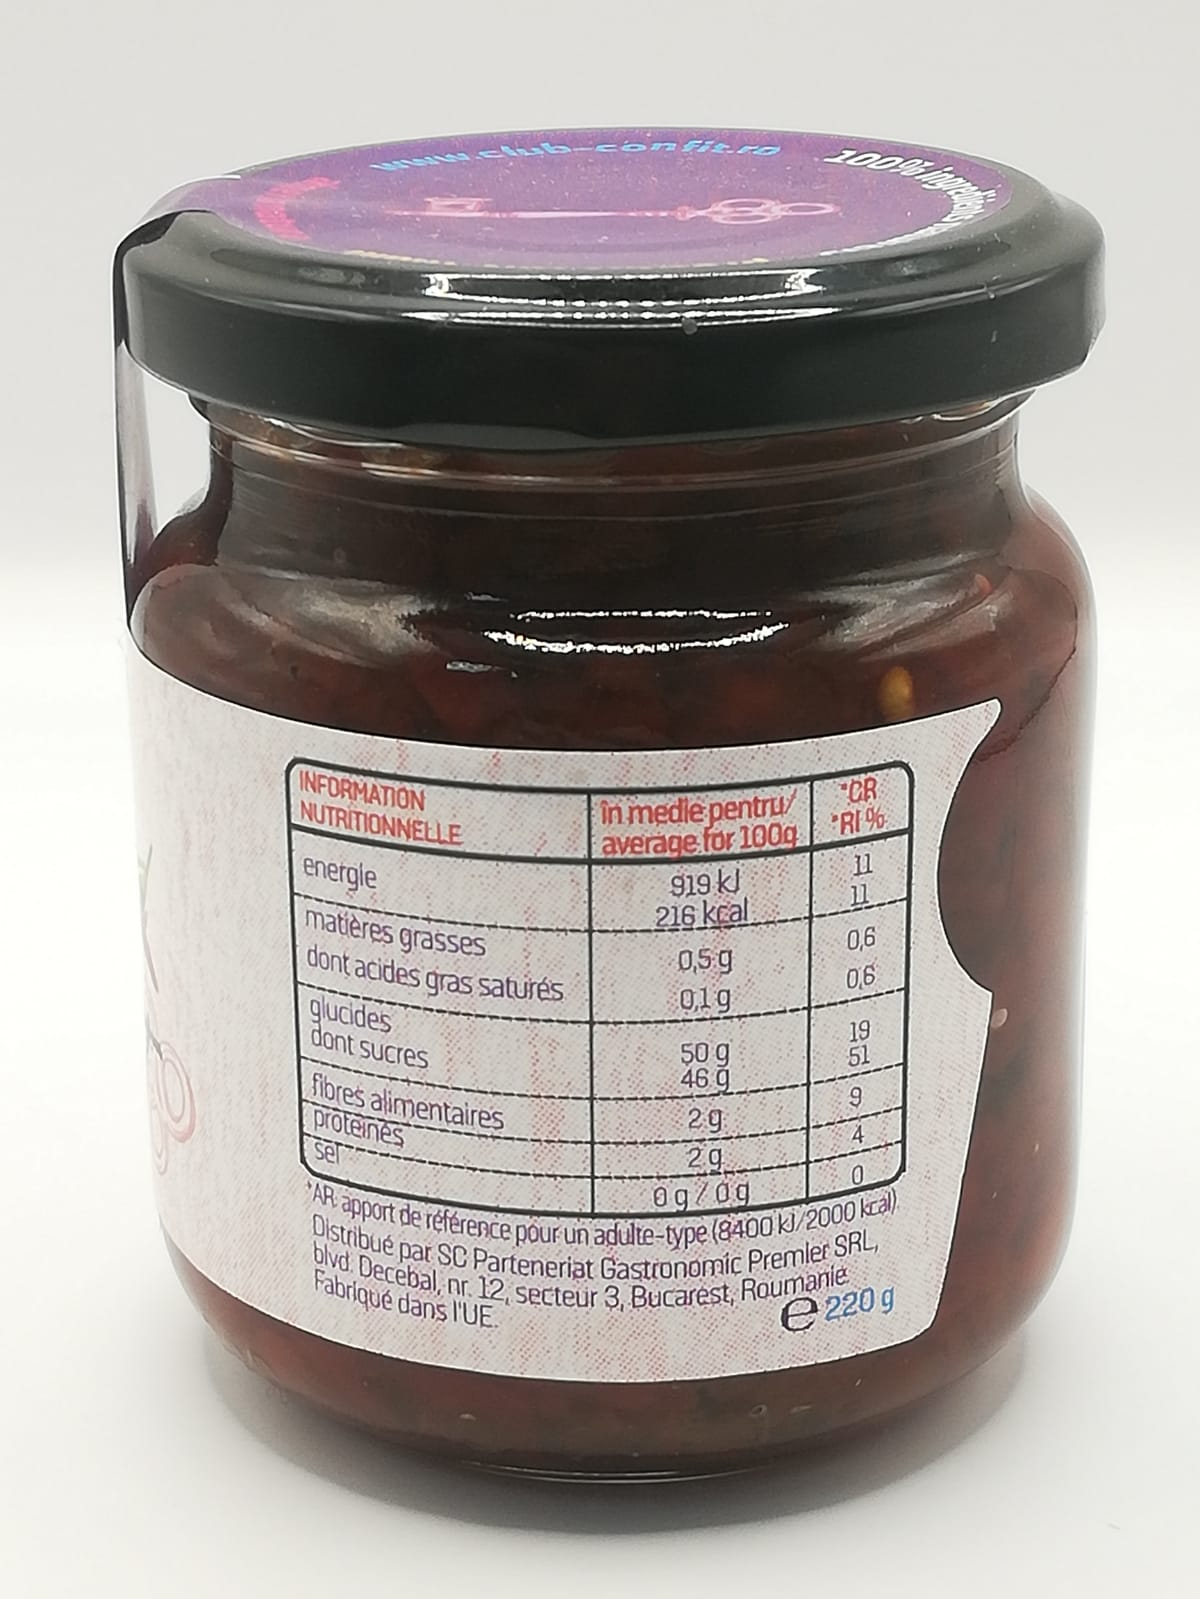 www.club-confit.ro
100% ingrediente
INFORMATION
NUTRITIONNELLE
în medie pentru/
average for 100g
*CR
*RI %
energie
919 kJ
11
216 kcal
11
matières grasses
0,5 g
0,6
dont acides gras saturés
0,1 g
0,6
glucides
50 g
19
dont sucres
46 g
51
fibres alimentaires
2 g
9
proteines
2 g
4
sel
0 g / 0 g
0
*AR: apport de référence pour un adulte-type (8400 kJ/2000 kcal)
Distribué par SC Parteneriat Gastronomic Premier SRL,
blvd. Decebal, nr. 12, secteur 3, Bucarest, Roumanie
Fabriqué dans l'UE.
e 220 g